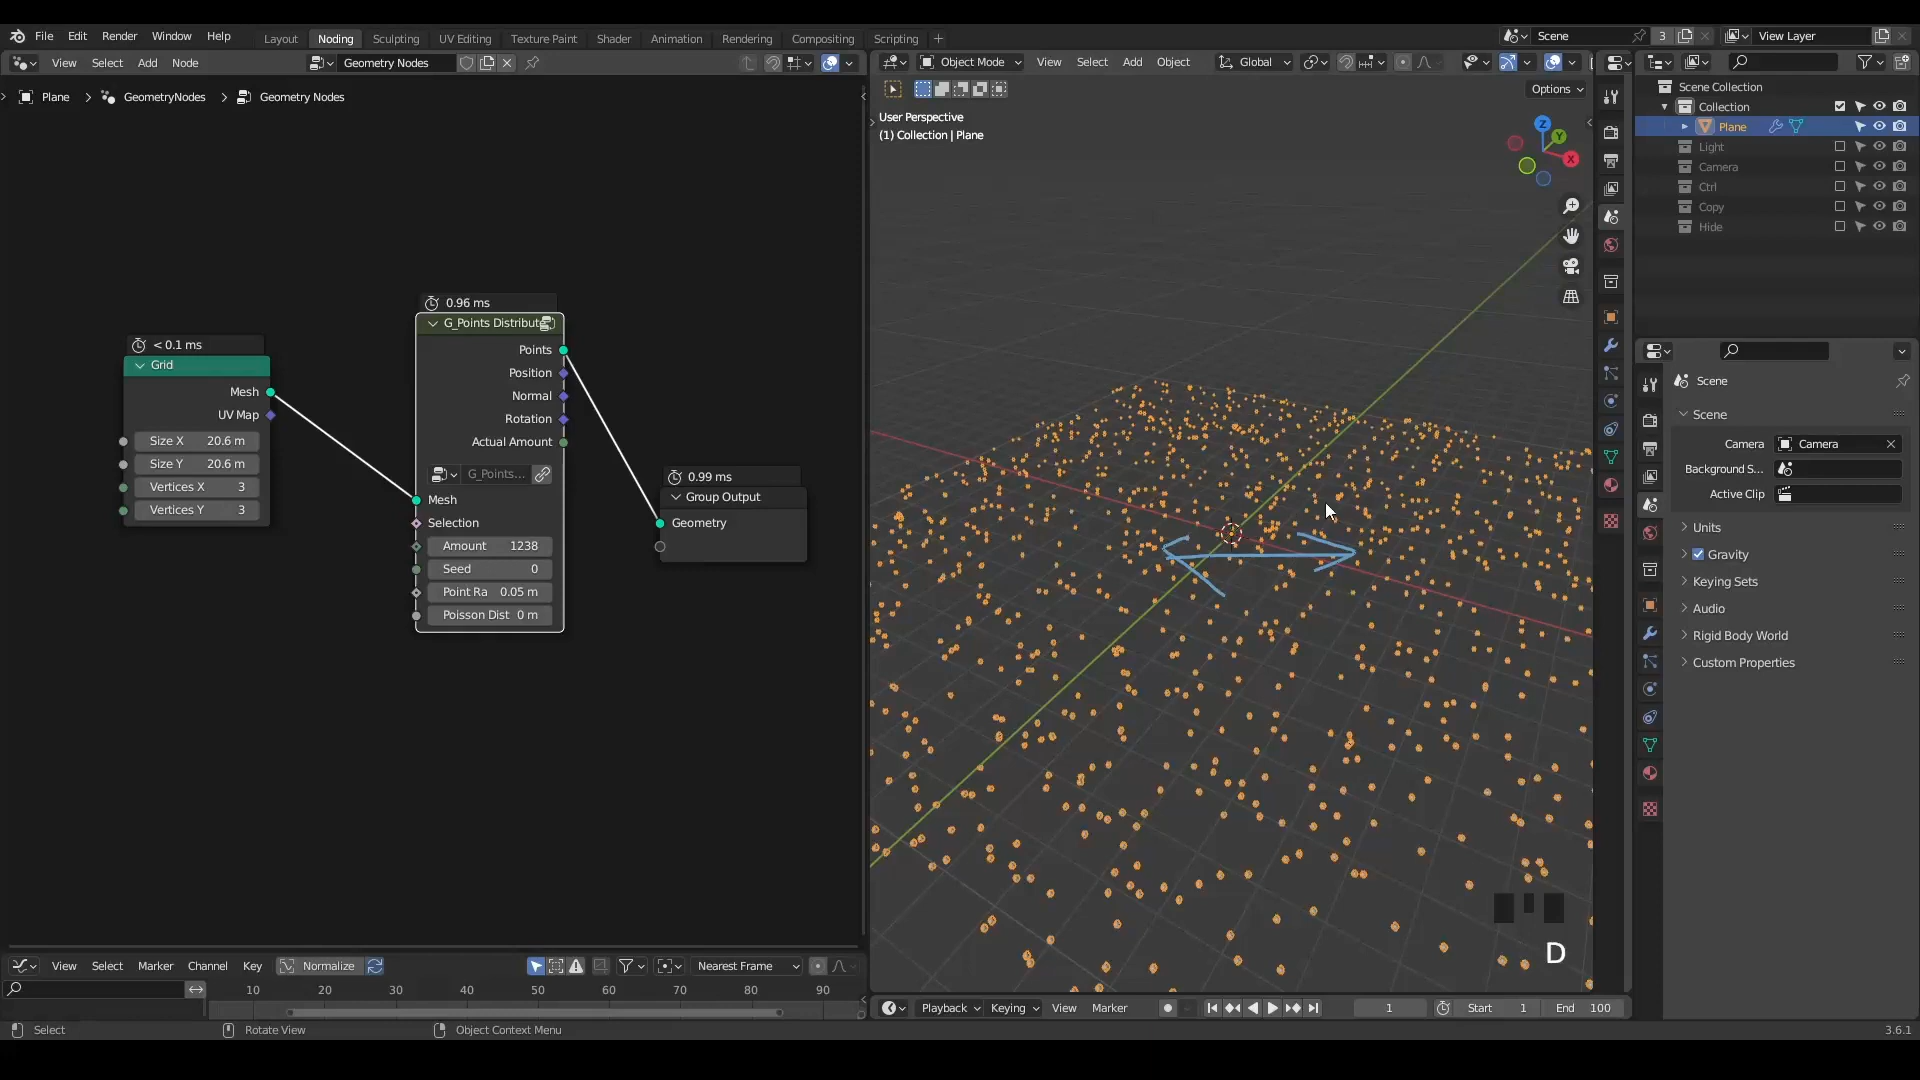 File Edit Render Window Help Layout Noding Sculpting UV Editing Texture Paint Shader Animation Rendering Compositing Scripting + Scene 3 View Layer
View Select Add Node Geometry Nodes
Object Mode View Select Add Object Global
Options
Plane > GeometryNodes > Geometry Nodes
User Perspective
(1) Collection | Plane
Z
Y
X
Scene Collection
Collection
Plane
Light
Camera
Ctrl
Copy
Hide
< 0.1 ms
Grid
Mesh
UV Map
Size X 20.6 m
Size Y 20.6 m
Vertices X 3
Vertices Y 3
0.96 ms
G_Points Distribut
Points
Position
Normal
Rotation
Actual Amount
G_Points...
Mesh
Selection
Amount 1238
Seed 0
Point Ra 0.05 m
Poisson Dist 0 m
0.99 ms
Group Output
Geometry
Scene
Scene
Camera Camera
Background S...
Active Clip
Units
Gravity
Keying Sets
Audio
Rigid Body World
Custom Properties
D
View Select Marker Channel Key Normalize Nearest Frame
10 20 30 40 50 60 70 80 90
Playback Keying View Marker 1 Start 1 End 100
Select Rotate View Object Context Menu 3.6.1